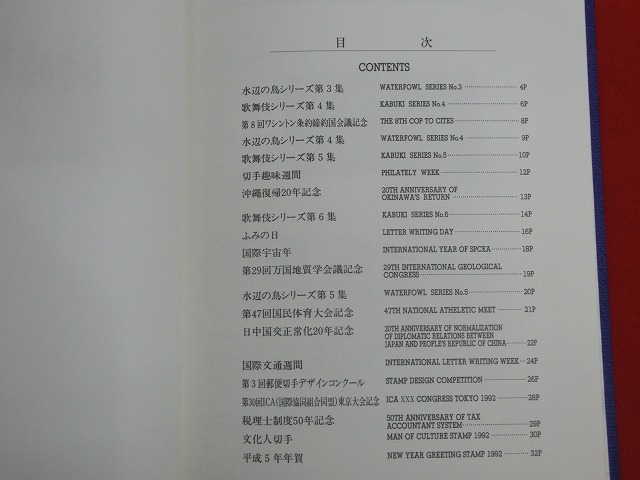 目 次
CONTENTS
水辺の鳥シリーズ第3集 WATERFOWL SERIES No.3 ………………… 4P
歌舞伎シリーズ第4集 KABUKI SERIES No.4 ………………… 6P
第8回ワシントン条約締約国会議記念 THE 8TH COP TO CITES ………………… 8P
水辺の鳥シリーズ第4集 WATERFOWL SERIES No.4 ………………… 9P
歌舞伎シリーズ第5集 KABUKI SERIES No.5 ………………… 10P
切手趣味週間 PHILATELY WEEK ………………… 12P
沖縄復帰20年記念 20TH ANNIVERSARY OF
OKINAWA'S RETURN ………………… 13P
歌舞伎シリーズ第6集 KABUKI SERIES No.6 ………………… 14P
ふみの日 LETTER WRITING DAY ………………… 16P
国際宇宙年 INTERNATIONAL YEAR OF SPCEA ……… 18P
第29回万国地質学会議記念 29TH INTERNATIONAL GEOLOGICAL
CONGRESS ………………… 19P
水辺の鳥シリーズ第5集 WATERFOWL SERIES No.5 ………………… 20P
第47回国民体育大会記念 47TH NATIONAL ATHELETIC MEET ……… 21P
日中国交正常化20年記念 20TH ANNIVERSARY OF NORMALIZATION
OF DIPLOMATIC RELATIONS BETWEEN
JAPAN AND PEOPLE'S REPUBLIC OF CHINA ……… 22P
国際文通週間 INTERNATIONAL LETTER WRITING WEEK … 24P
第3回郵便切手デザインコンクール STAMP DESIGN COMPETITION ……… 26P
第30回ICA(国際協同組合同盟)東京大会記念 ICA XXX CONGRESS TOKYO 1992 ……… 28P
税理士制度50年記念 50TH ANNIVERSARY OF TAX
ACCOUNTANT SYSTEM ………………… 29P
文化人切手 MAN OF CULTURE STAMP 1992 ……… 30P
平成5年年賀 NEW YEAR GREETING STAMP 1992 ……… 32P